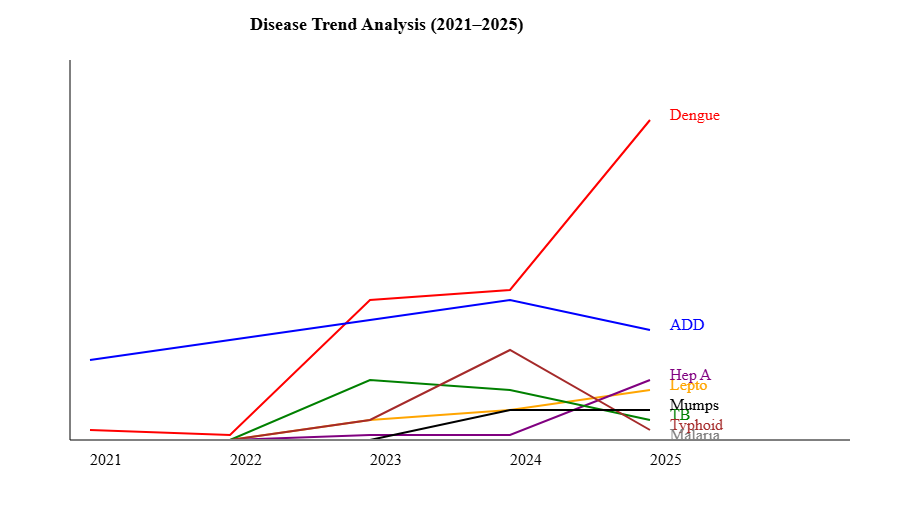 Disease Trend Analysis (2021–2025)
Dengue
ADD
Hep A
Lepto
Mumps
TB
Typhoid
Malaria
2021
2022
2023
2024
2025